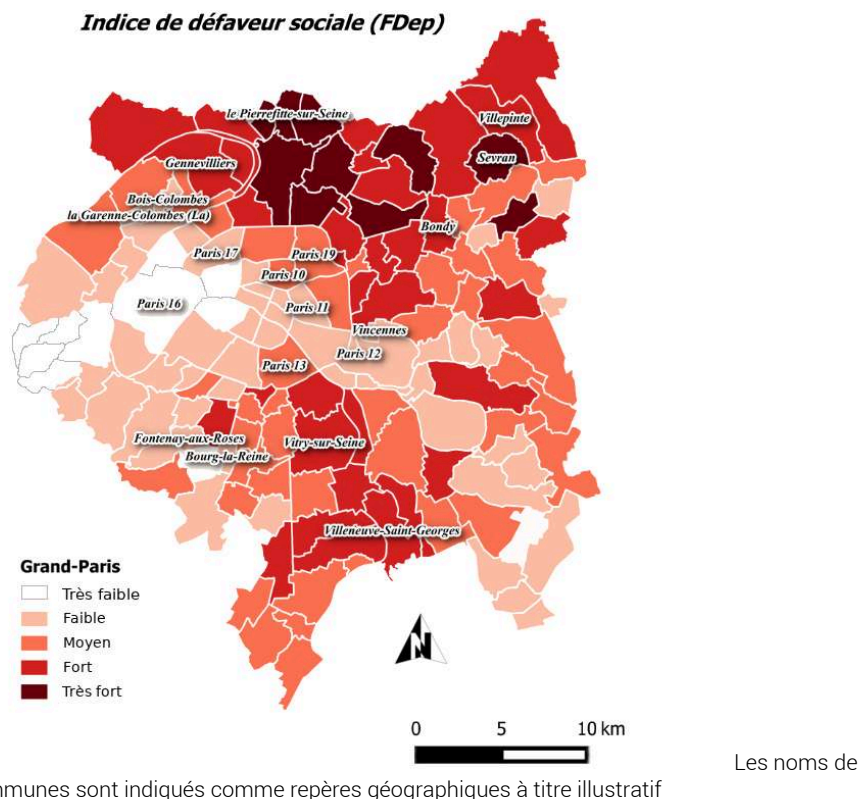 Indice de défaveur sociale (FDep)
le Pierrefitte-sur-Seine
Villepinte
Sevran
Gennevilliers
Bois-Colombes
la Garenne-Colombes (La)
Bondy
Paris 17
Paris 19
Paris 10
Paris 16
Paris 11
Vincennes
Paris 12
Paris 13
Fontenay-aux-Roses
Vitry-sur-Seine
Bourg-la-Reine
Villeneuve-Saint-Georges
Grand-Paris
Très faible
Faible
Moyen
Fort
Très fort
N
0 5 10 km
Les noms de
mmunes sont indiqués comme repères géographiques à titre illustratif